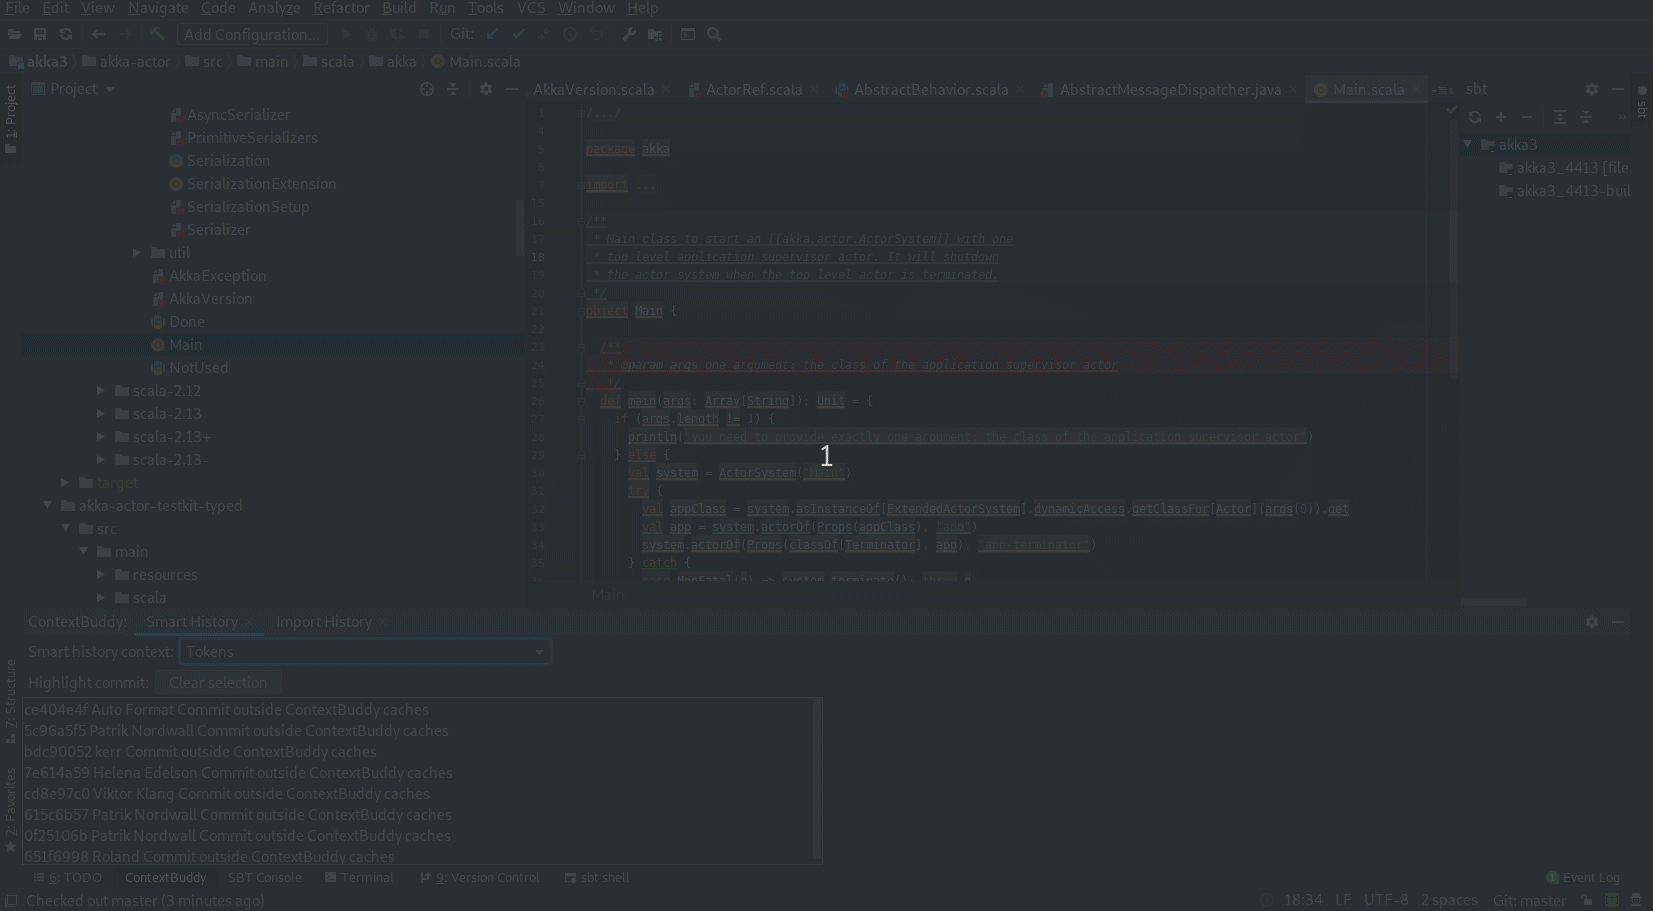 File Edit View Navigate Code Analyze Refactor Build Run Tools VCS Window Help
Add Configuration... Git:
akka3 akka-actor src main scala akka Main.scala
1: Project
Project
AsyncSerializer
PrimitiveSerializers
Serialization
SerializationExtension
SerializationSetup
Serializer
util
AkkaException
AkkaVersion
Done
Main
NotUsed
scala-2.12
scala-2.13
scala-2.13+
scala-2.13-
target
akka-actor-testkit-typed
src
main
resources
scala
AkkaVersion.scala ActorRef.scala AbstractBehavior.scala AbstractMessageDispatcher.java Main.scala
1 /.../
4
5 package akka
6
7 import ...
15
16 /**
17 * Main class to start an [[akka.actor.ActorSystem]] with one
18 * top level application supervisor actor. It will shutdown
19 * the actor system when the top level actor is terminated.
20 */
21 object Main {
22
23 /**
24 * @param args one argument: the class of the application supervisor actor
25 */
26 def main(args: Array[String]): Unit = {
27 if (args.length != 1) {
28 println("you need to provide exactly one argument: the class of the application supervisor actor")
29 } else {
30 val system = ActorSystem("Main")
31 try {
32 val appClass = system.asInstanceOf[ExtendedActorSystem].dynamicAccess.getClassFor[Actor](args(0)).get
33 val app = system.actorOf(Props(appClass), "app")
34 system.actorOf(Props(classOf[Terminator], app), "app-terminator")
35 } catch {
36 case NonFatal(e) => system.terminate(); throw e
Main
1
sbt
sbt
akka3
akka3_4413 [file:
akka3_4413-buil
ContextBuddy: Smart History Import History
Smart history context: Tokens
Highlight commit: Clear selection
ce404e4f Auto Format Commit outside ContextBuddy caches
5c96a5f5 Patrik Nordwall Commit outside ContextBuddy caches
bdc90052 kerr Commit outside ContextBuddy caches
7e614a59 Helena Edelson Commit outside ContextBuddy caches
cd8e97c0 Viktor Klang Commit outside ContextBuddy caches
615c6b57 Patrik Nordwall Commit outside ContextBuddy caches
0f25106b Patrik Nordwall Commit outside ContextBuddy caches
651f6998 Roland Commit outside ContextBuddy caches
Z: Structure
2: Favorites
6: TODO ContextBuddy SBT Console Terminal 9: Version Control sbt shell 1 Event Log
Checked out master (3 minutes ago) 18:34 LF UTF-8 2 spaces Git: master